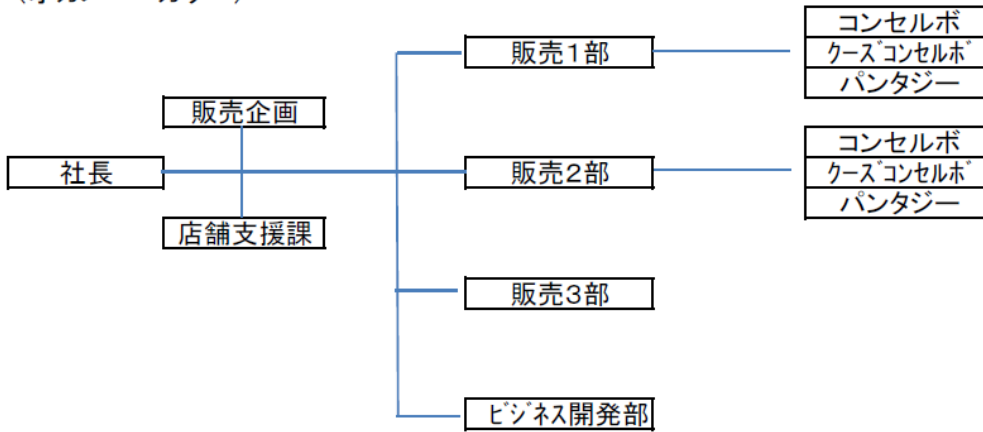 コンセルボ
販売1部
クーズコンセルボ
パンタジー
販売企画
コンセルボ
社長
販売2部
クーズコンセルボ
パンタジー
店舗支援課
販売3部
ビジネス開発部